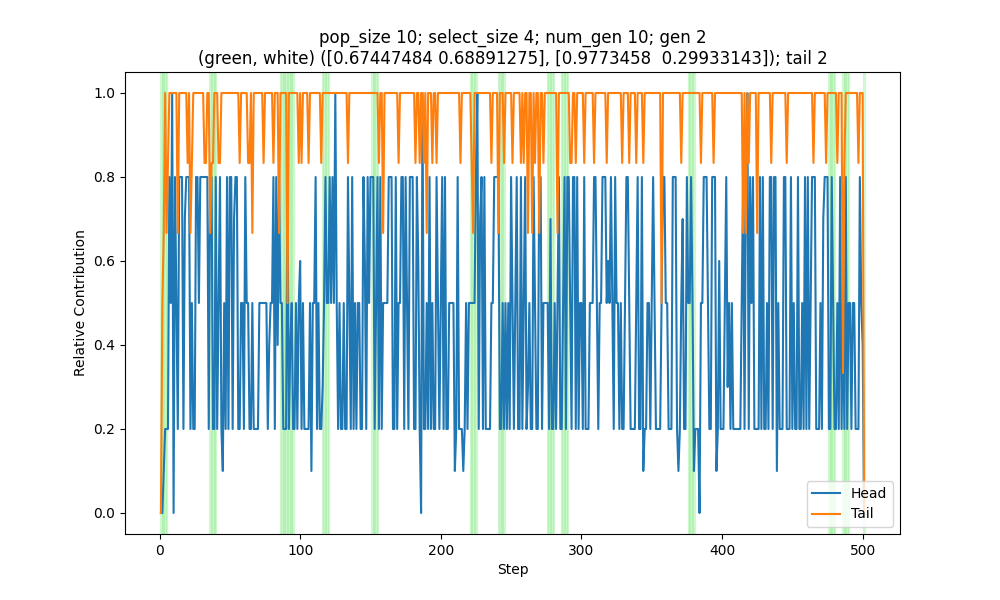 pop_size 10; select_size 4; num_gen 10; gen 2
(green, white) ([0.67447484 0.68891275], [0.9773458  0.29933143]); tail 2
1.0
0.8
0.6
0.4
0.2
0.0
Relative Contribution
0
100
200
300
400
500
Step
Head
Tail